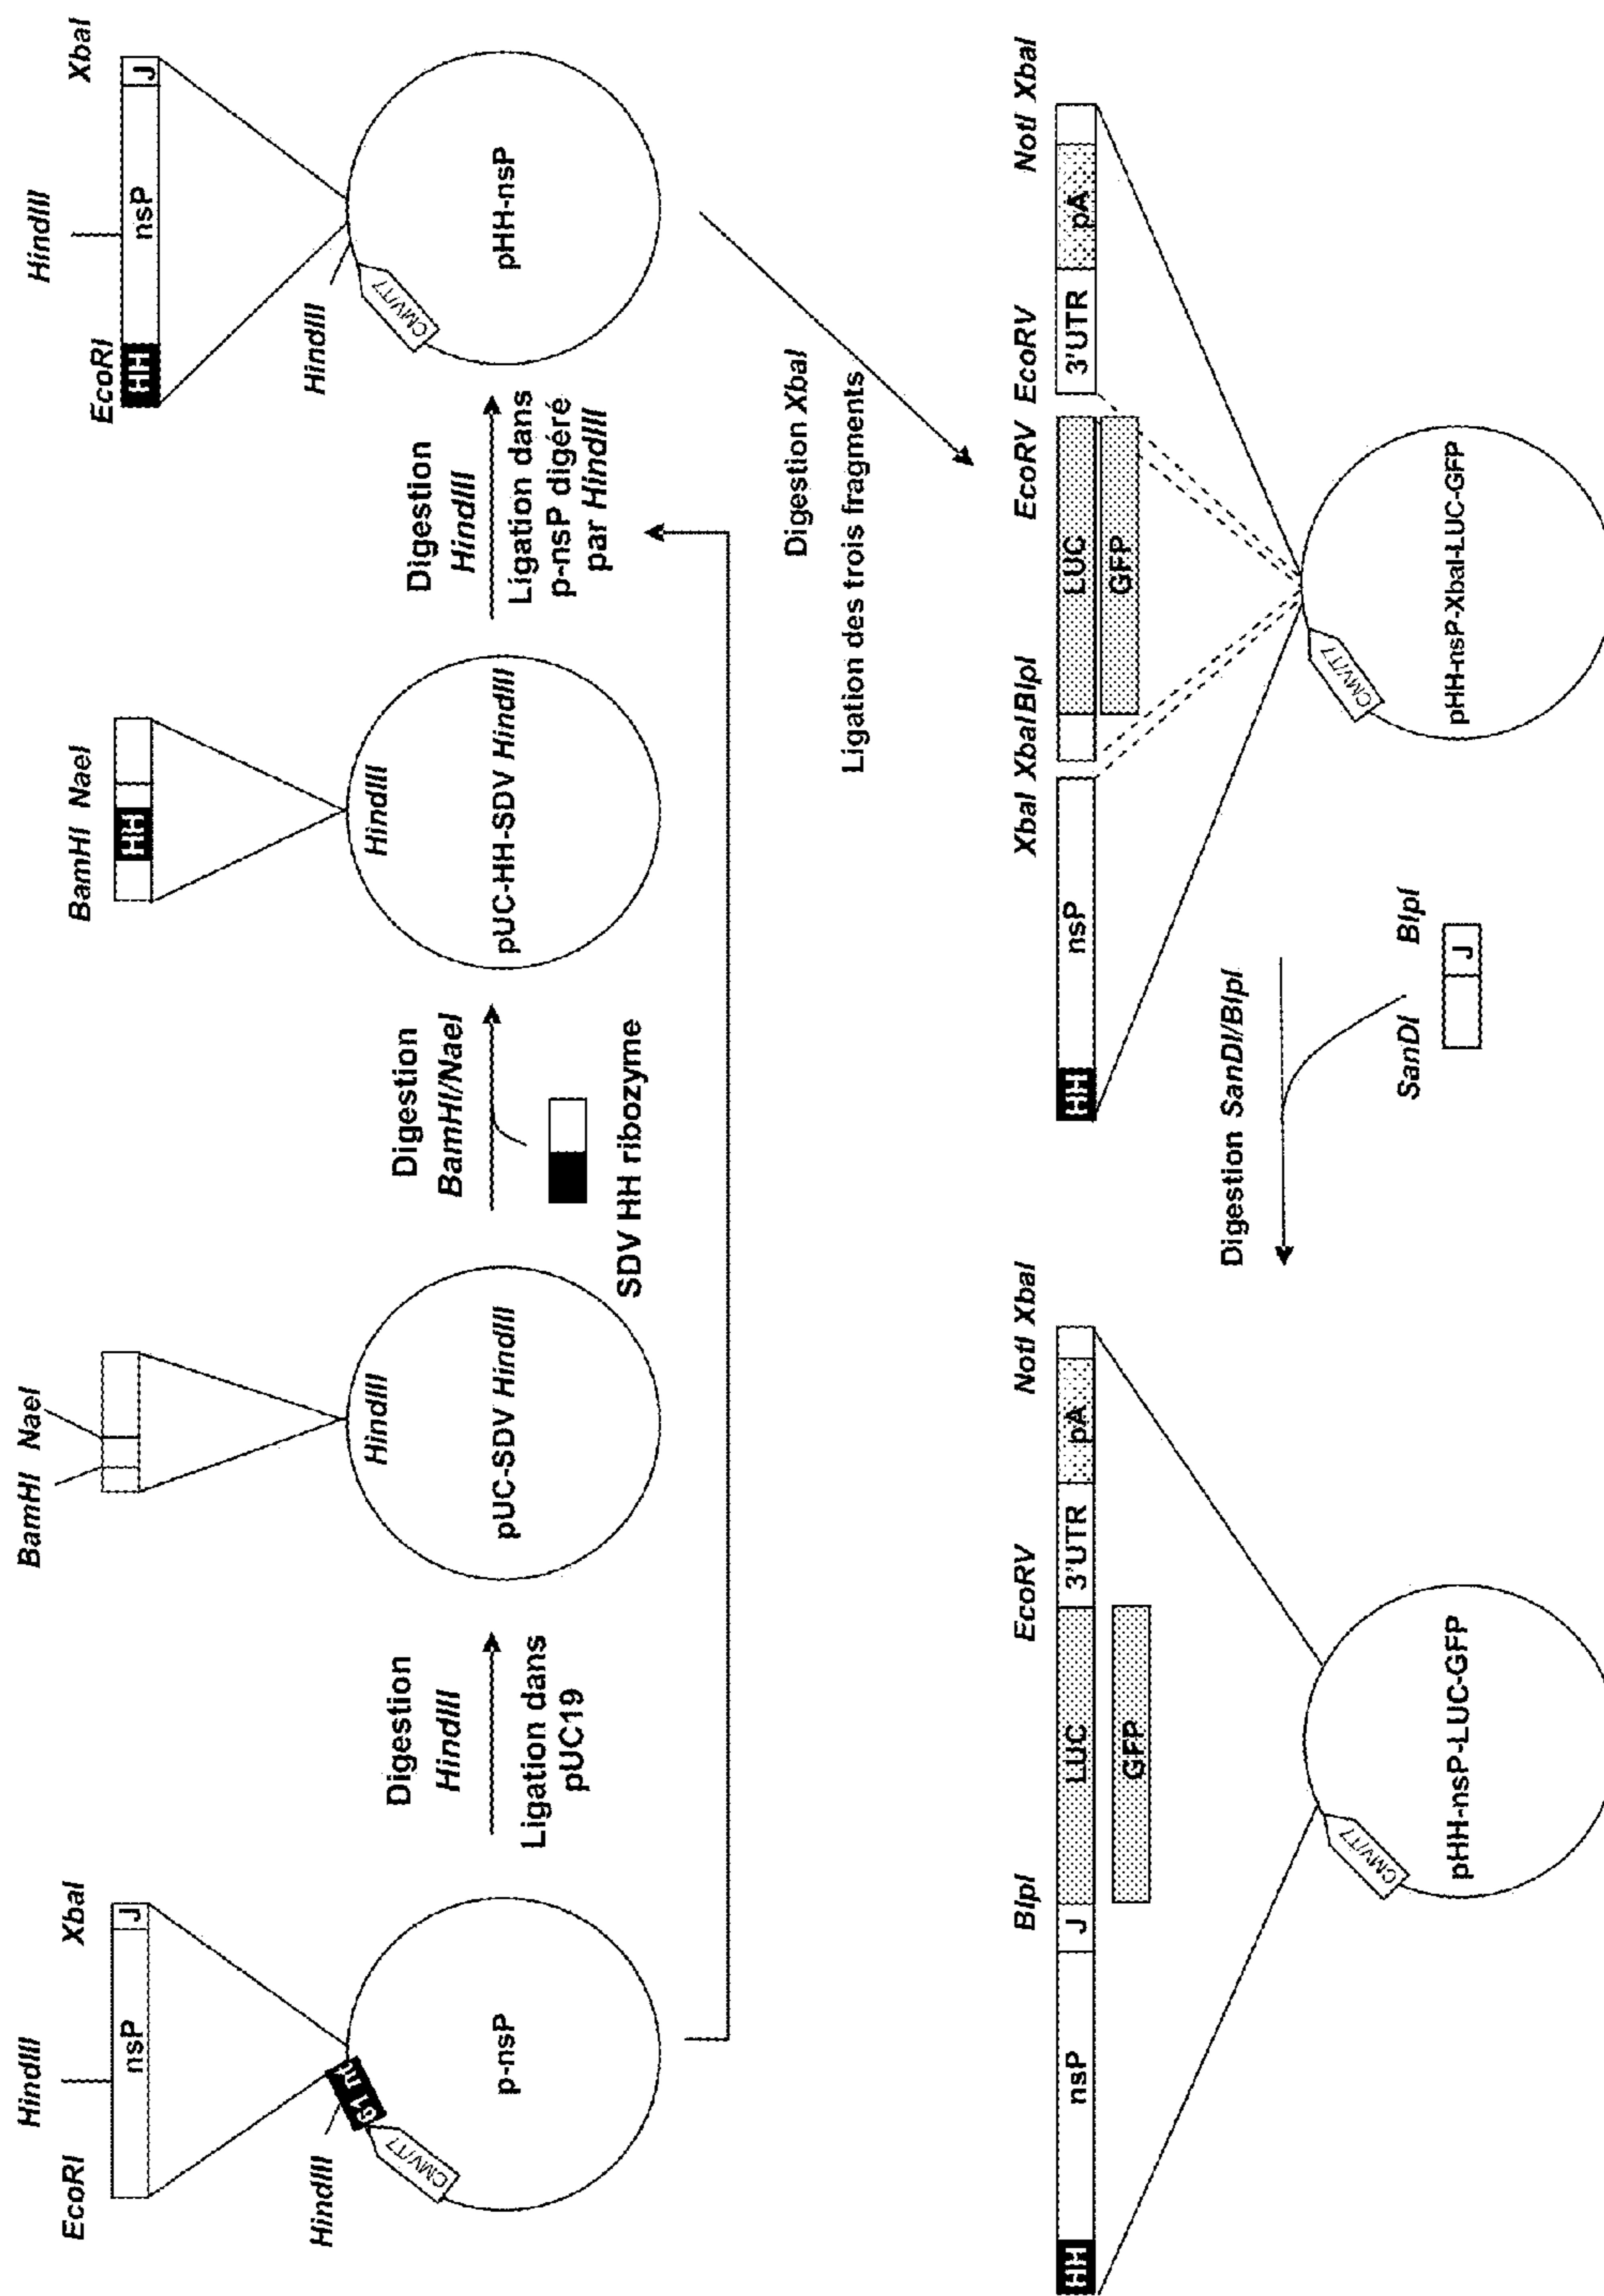 HindIII
EcoRI
XbaI
nsP
J
HindIII
61 nt
CMV/T7
p-nsP
Digestion
HindIII
Ligation dans
pUC19
BamHI NaeI
HindIII
pUC-SDV HindIII
Digestion
BamHI/NaeI
SDV HH ribozyme
BamHI NaeI
HH
HindIII
pUC-HH-SDV HindIII
Digestion
HindIII
Ligation dans
p-nsP digéré
par HindIII
HindIII
EcoRI
XbaI
HH
nsP
J
HindIII
CMV/T7
pHH-nsP
Digestion XbaI
Ligation des trois fragments
XbaI XbaI BlpI
EcoRV EcoRV
NotI XbaI
HH
nsP
LUC
GFP
3'UTR
pA
CMV/T7
pHH-nsP-XbaI-LUC-GFP
Digestion SanDI/BlpI
SanDI
BlpI
J
BlpI
EcoRV
NotI XbaI
HH
nsP
J
LUC
3'UTR
pA
GFP
CMV/T7
pHH-nsP-LUC-GFP